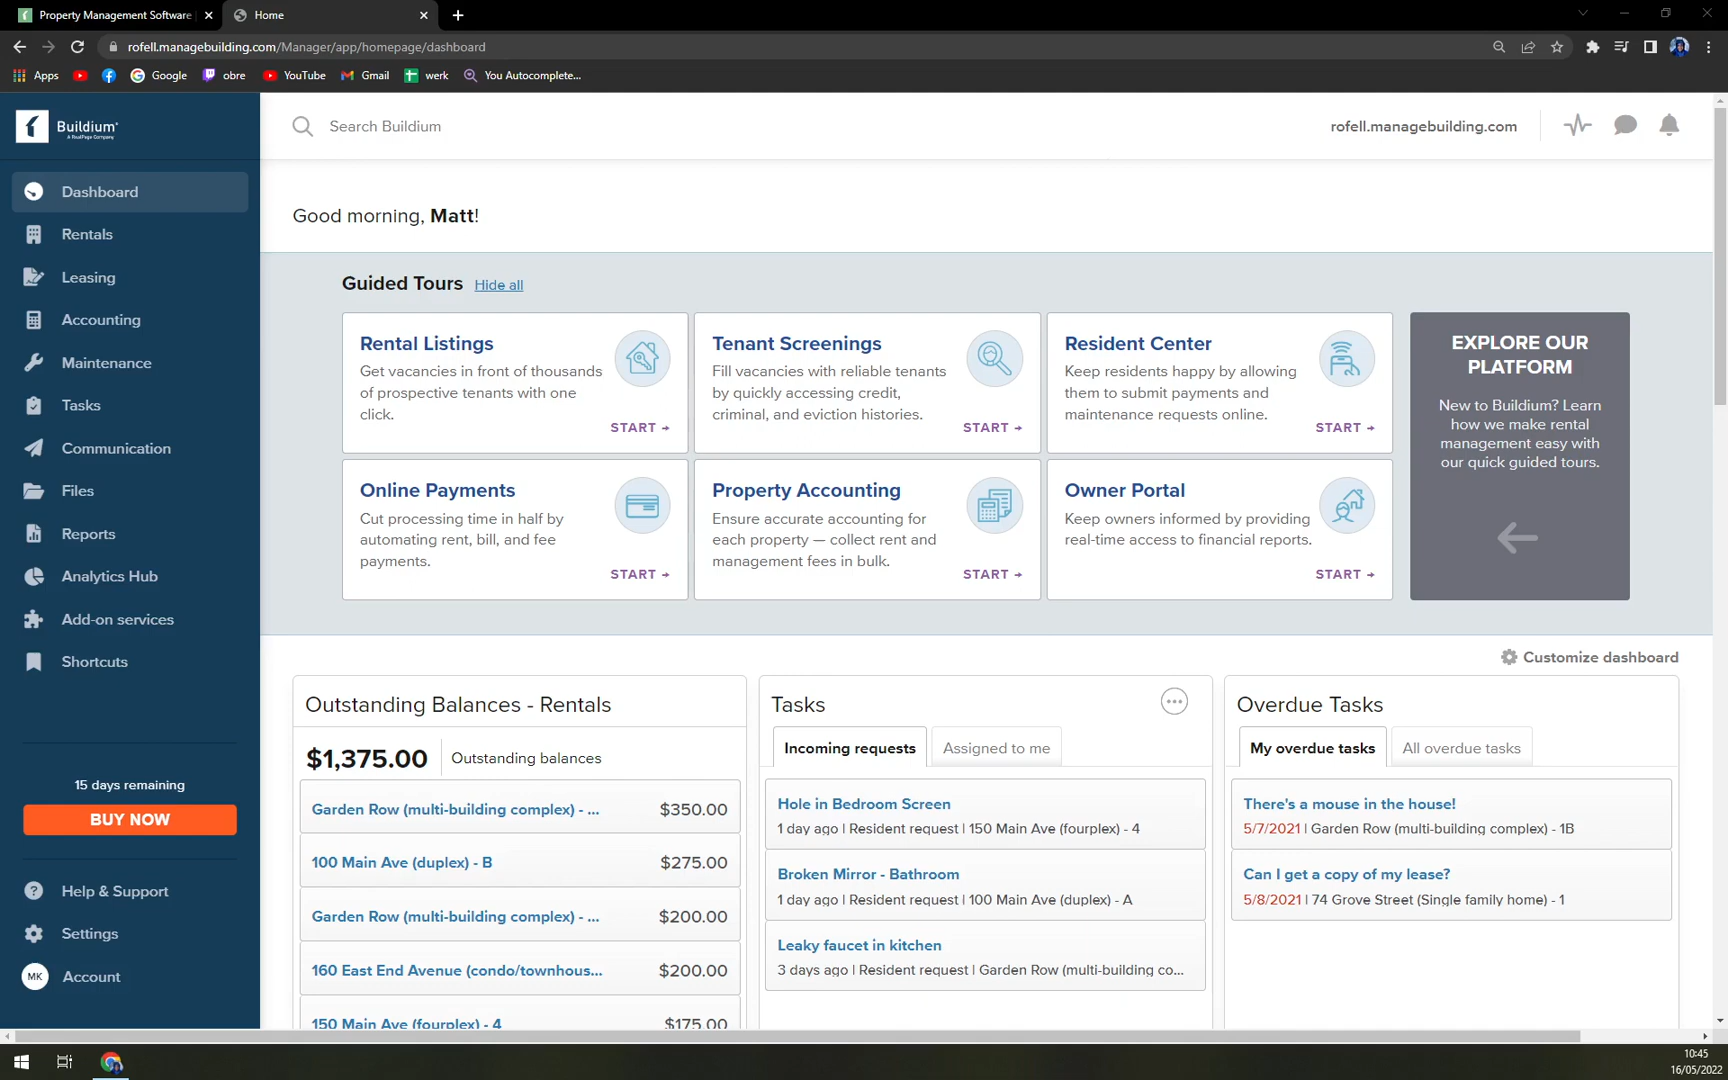 Property Management Software
Home
rofell.managebuilding.com/Manager/app/homepage/dashboard
Apps
Google
obre
YouTube
Gmail
werk
You Autocomplete...
Buildium
A RealPage Company
Search Buildium
rofell.managebuilding.com
Dashboard
Rentals
Leasing
Accounting
Maintenance
Tasks
Communication
Files
Reports
Analytics Hub
Add-on services
Shortcuts
15 days remaining
BUY NOW
Help & Support
Settings
MK Account
Good morning, Matt!
Guided Tours Hide all
Rental Listings
Get vacancies in front of thousands
of prospective tenants with one
click.
START →
Tenant Screenings
Fill vacancies with reliable tenants
by quickly accessing credit,
criminal, and eviction histories.
START →
Resident Center
Keep residents happy by allowing
them to submit payments and
maintenance requests online.
START →
Online Payments
Cut processing time in half by
automating rent, bill, and fee
payments.
START →
Property Accounting
Ensure accurate accounting for
each property — collect rent and
management fees in bulk.
START →
Owner Portal
Keep owners informed by providing
real-time access to financial reports.
START →
EXPLORE OUR
PLATFORM
New to Buildium? Learn
how we make rental
management easy with
our quick guided tours.
Customize dashboard
Outstanding Balances - Rentals
$1,375.00 Outstanding balances
Garden Row (multi-building complex) - ... $350.00
100 Main Ave (duplex) - B $275.00
Garden Row (multi-building complex) - ... $200.00
160 East End Avenue (condo/townhous... $200.00
150 Main Ave (fourplex) - 4 $175.00
Tasks
Incoming requests Assigned to me
Hole in Bedroom Screen
1 day ago | Resident request | 150 Main Ave (fourplex) - 4
Broken Mirror - Bathroom
1 day ago | Resident request | 100 Main Ave (duplex) - A
Leaky faucet in kitchen
3 days ago | Resident request | Garden Row (multi-building co...
Overdue Tasks
My overdue tasks All overdue tasks
There's a mouse in the house!
5/7/2021 | Garden Row (multi-building complex) - 1B
Can I get a copy of my lease?
5/8/2021 | 74 Grove Street (Single family home) - 1
10:45
16/05/2022